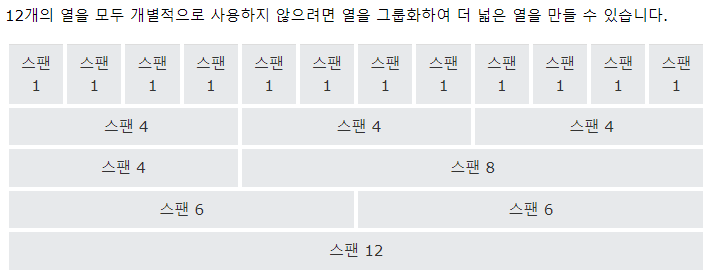 12개의 열을 모두 개별적으로 사용하지 않으려면 열을 그룹화하여 더 넓은 열을 만들 수 있습니다.
스팬 스팬 스팬 스팬 스팬 스팬 스팬 스팬 스팬 스팬 스팬 스팬
1 1 1 1 1 1 1 1 1 1 1 1
스팬 4 스팬 4 스팬 4
스팬 4 스팬 8
스팬 6 스팬 6
스팬 12